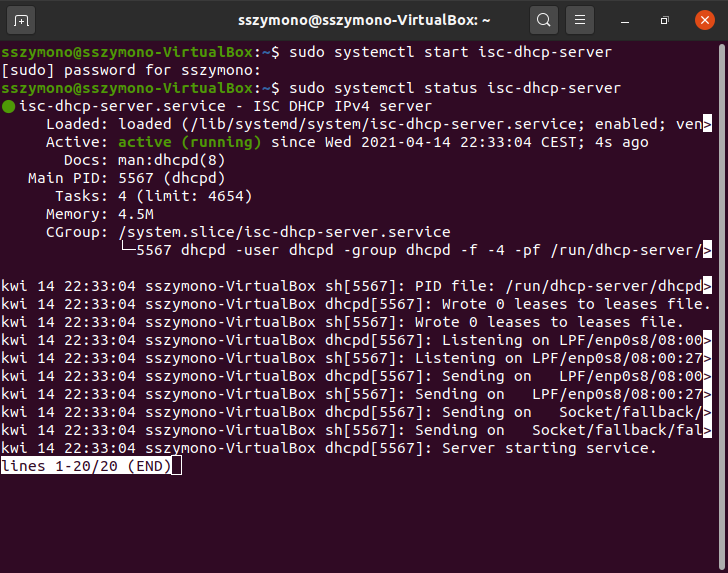 sszymono@sszymono-VirtualBox: ~
sszymono@sszymono-VirtualBox:~$ sudo systemctl start isc-dhcp-server
[sudo] password for sszymono:
sszymono@sszymono-VirtualBox:~$ sudo systemctl status isc-dhcp-server
● isc-dhcp-server.service - ISC DHCP IPv4 server
     Loaded: loaded (/lib/systemd/system/isc-dhcp-server.service; enabled; ven>
     Active: active (running) since Wed 2021-04-14 22:33:04 CEST; 4s ago
       Docs: man:dhcpd(8)
   Main PID: 5567 (dhcpd)
      Tasks: 4 (limit: 4654)
     Memory: 4.5M
     CGroup: /system.slice/isc-dhcp-server.service
             └─5567 dhcpd -user dhcpd -group dhcpd -f -4 -pf /run/dhcp-server/>
kwi 14 22:33:04 sszymono-VirtualBox sh[5567]: PID file: /run/dhcp-server/dhcpd>
kwi 14 22:33:04 sszymono-VirtualBox dhcpd[5567]: Wrote 0 leases to leases file.
kwi 14 22:33:04 sszymono-VirtualBox sh[5567]: Wrote 0 leases to leases file.
kwi 14 22:33:04 sszymono-VirtualBox dhcpd[5567]: Listening on LPF/enp0s8/08:00>
kwi 14 22:33:04 sszymono-VirtualBox sh[5567]: Listening on LPF/enp0s8/08:00:27>
kwi 14 22:33:04 sszymono-VirtualBox dhcpd[5567]: Sending on   LPF/enp0s8/08:00>
kwi 14 22:33:04 sszymono-VirtualBox sh[5567]: Sending on   LPF/enp0s8/08:00:27>
kwi 14 22:33:04 sszymono-VirtualBox dhcpd[5567]: Sending on   Socket/fallback/>
kwi 14 22:33:04 sszymono-VirtualBox sh[5567]: Sending on   Socket/fallback/fal>
kwi 14 22:33:04 sszymono-VirtualBox dhcpd[5567]: Server starting service.
lines 1-20/20 (END)